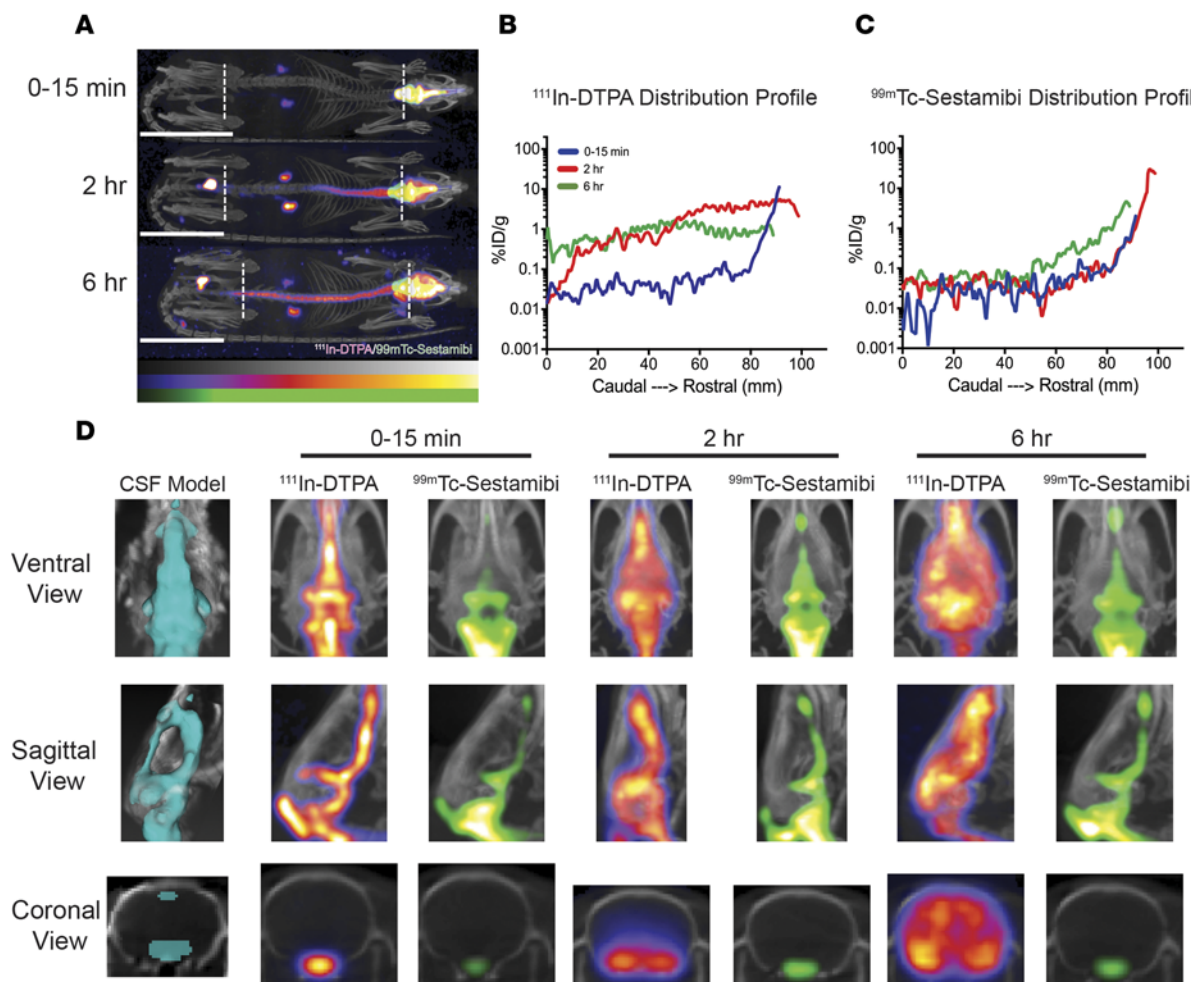 A
B
C
0-15 min
2 hr
6 hr
¹¹¹In-DTPA/99mTc-Sestamibi
¹¹¹In-DTPA Distribution Profile
100
10
1
0.1
0.01
0.001
%ID/g
0-15 min
2 hr
6 hr
0 20 40 60 80 100
Caudal ---> Rostral (mm)
⁹⁹ᵐTc-Sestamibi Distribution Profil
100
10
1
0.1
0.01
0.001
%ID/g
0 20 40 60 80 100
Caudal ---> Rostral (mm)
D
0-15 min 2 hr 6 hr
CSF Model ¹¹¹In-DTPA ⁹⁹ᵐTc-Sestamibi ¹¹¹In-DTPA ⁹⁹ᵐTc-Sestamibi ¹¹¹In-DTPA ⁹⁹ᵐTc-Sestamibi
Ventral
View
Sagittal
View
Coronal
View